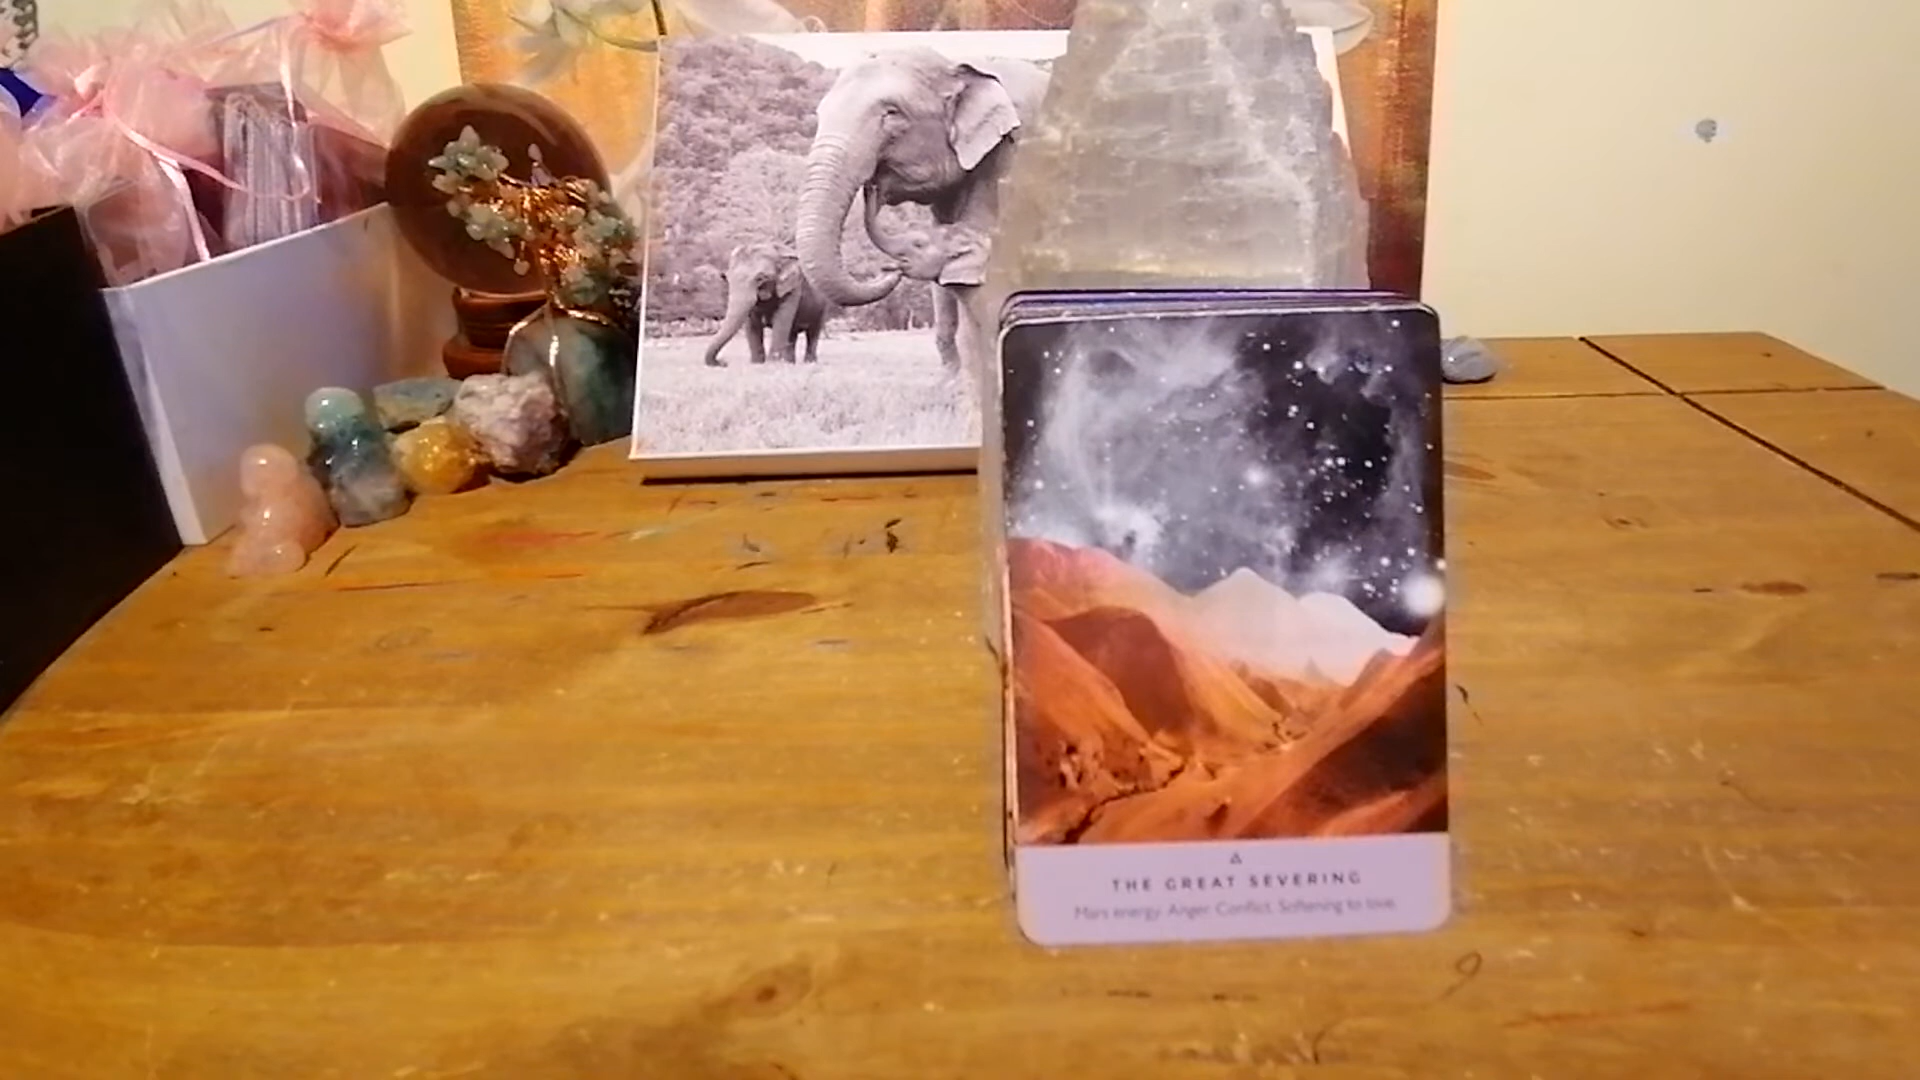 THE GREAT SEVERING
Mars energy. Anger. Conflict. Softening to love.